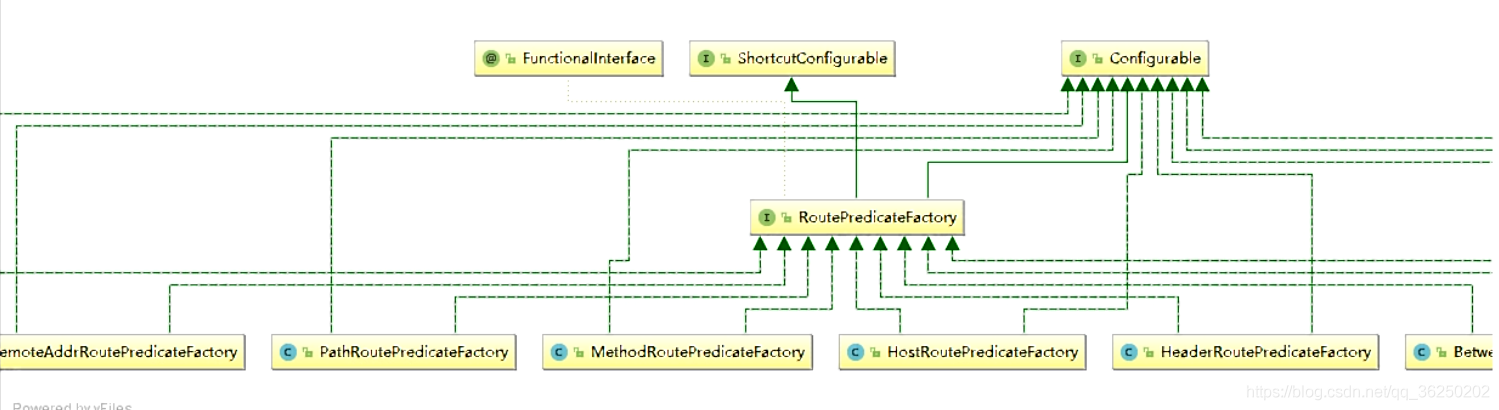 @ FunctionalInterface
I ShortcutConfigurable
I Configurable
I RoutePredicateFactory
emoteAddrRoutePredicateFactory
C PathRoutePredicateFactory
C MethodRoutePredicateFactory
C HostRoutePredicateFactory
C HeaderRoutePredicateFactory
C Betwe
https://blog.csdn.net/qq_36250202
Powered by yFiles